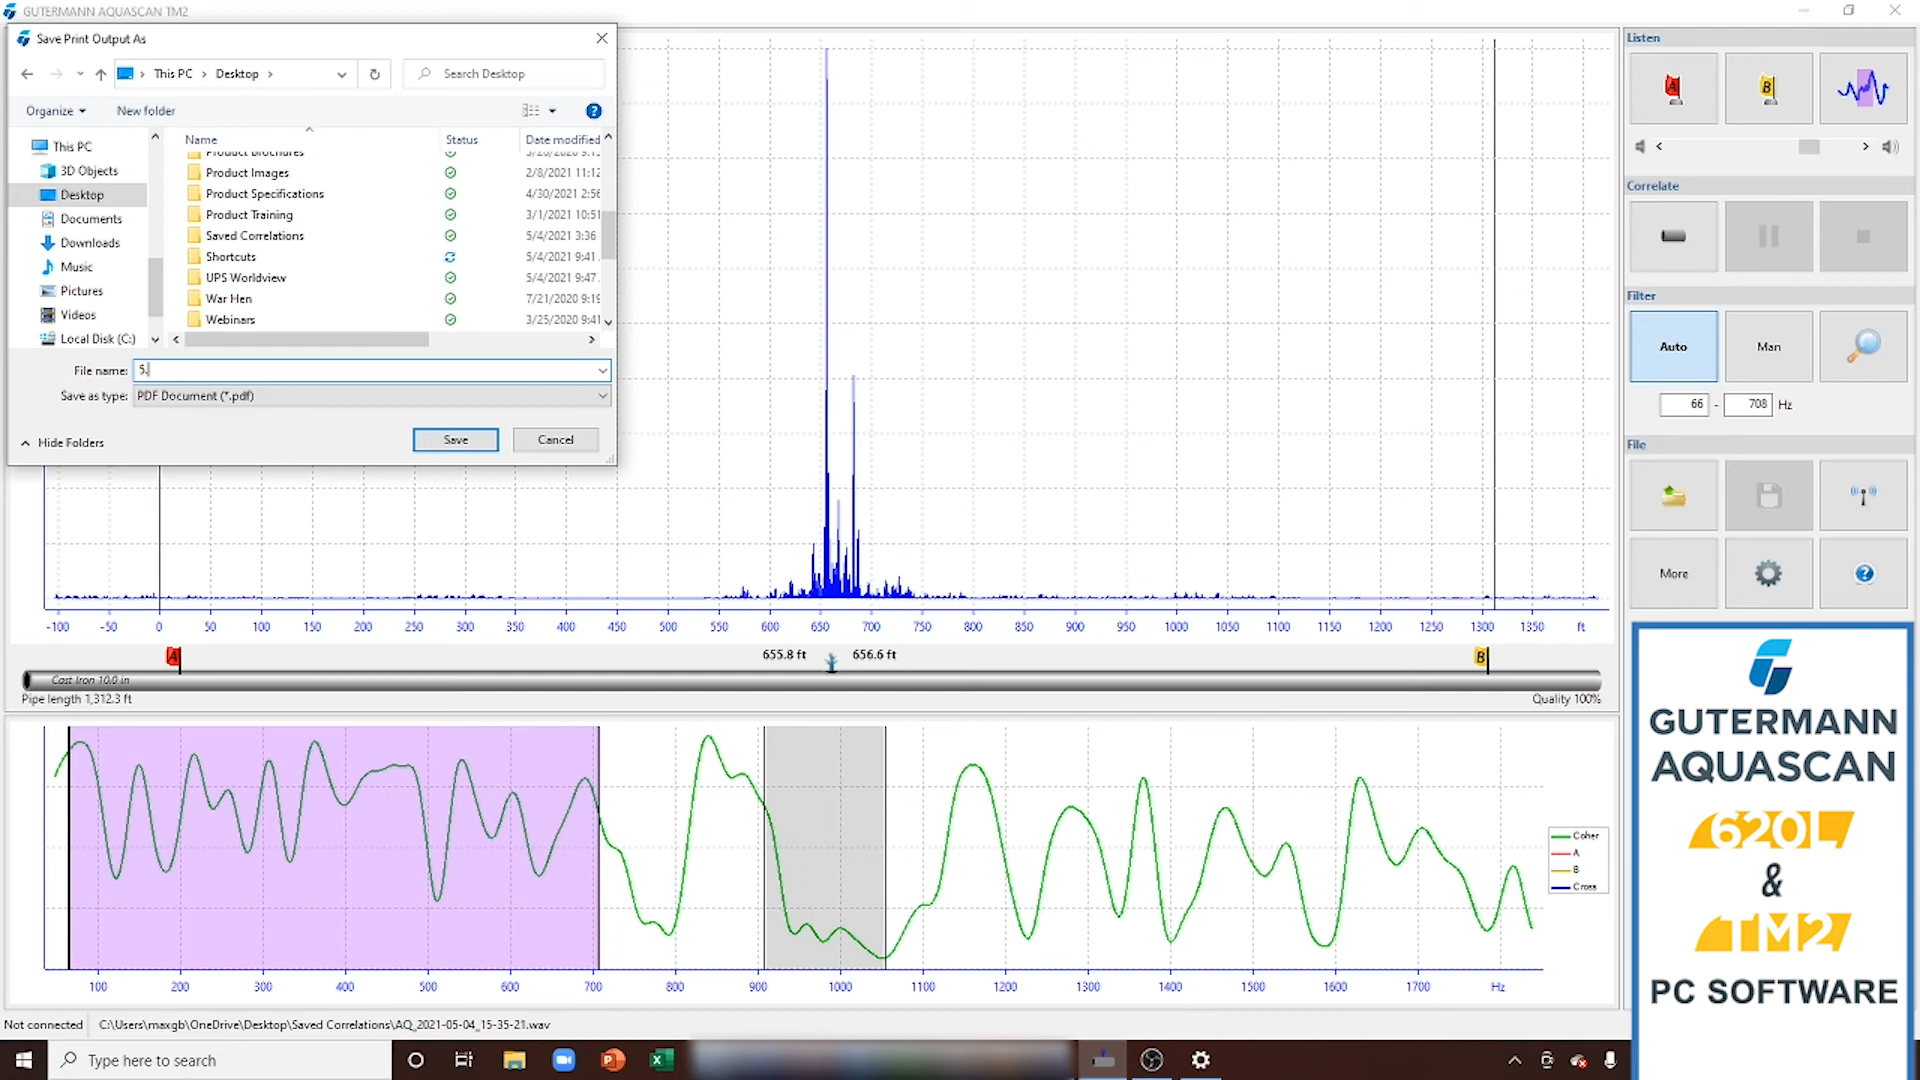 GUTERMANN AQUASCAN TM2
Save Print Output As
This PC > Desktop >
Search Desktop
Organize
New folder
Name
Status
Date modified
This PC
3D Objects
Desktop
Documents
Downloads
Music
Pictures
Videos
Local Disk (C:)
Product Brochures
Product Images 2/8/2021 11:12
Product Specifications 4/30/2021 2:56
Product Training 3/1/2021 10:51
Saved Correlations 5/4/2021 3:36
Shortcuts 5/4/2021 9:41
UPS Worldview 5/4/2021 9:47
War Hen 7/21/2020 9:19
Webinars 3/25/2020 9:41
File name: 5.
Save as type: PDF Document (*.pdf)
Hide Folders
Save
Cancel
-100 -50 0 50 100 150 200 250 300 350 400 450 500 550 600 650 700 750 800 850 900 950 1000 1050 1100 1150 1200 1250 1300 1350 ft
A
655.8 ft
656.6 ft
B
Cast Iron 10.0 in
Pipe length 1,312.3 ft
Quality 100%
Coher
A
B
Cross
100 200 300 400 500 600 700 800 900 1000 1100 1200 1300 1400 1500 1600 1700 Hz
Not connected
C:\Users\maxgb\OneDrive\Desktop\Saved Correlations\AQ_2021-05-04_15-35-21.wav
Type here to search
Listen
A
B
Correlate
Filter
Auto
Man
66 - 708 Hz
File
More
GUTERMANN
AQUASCAN
620L
&
TM2
PC SOFTWARE